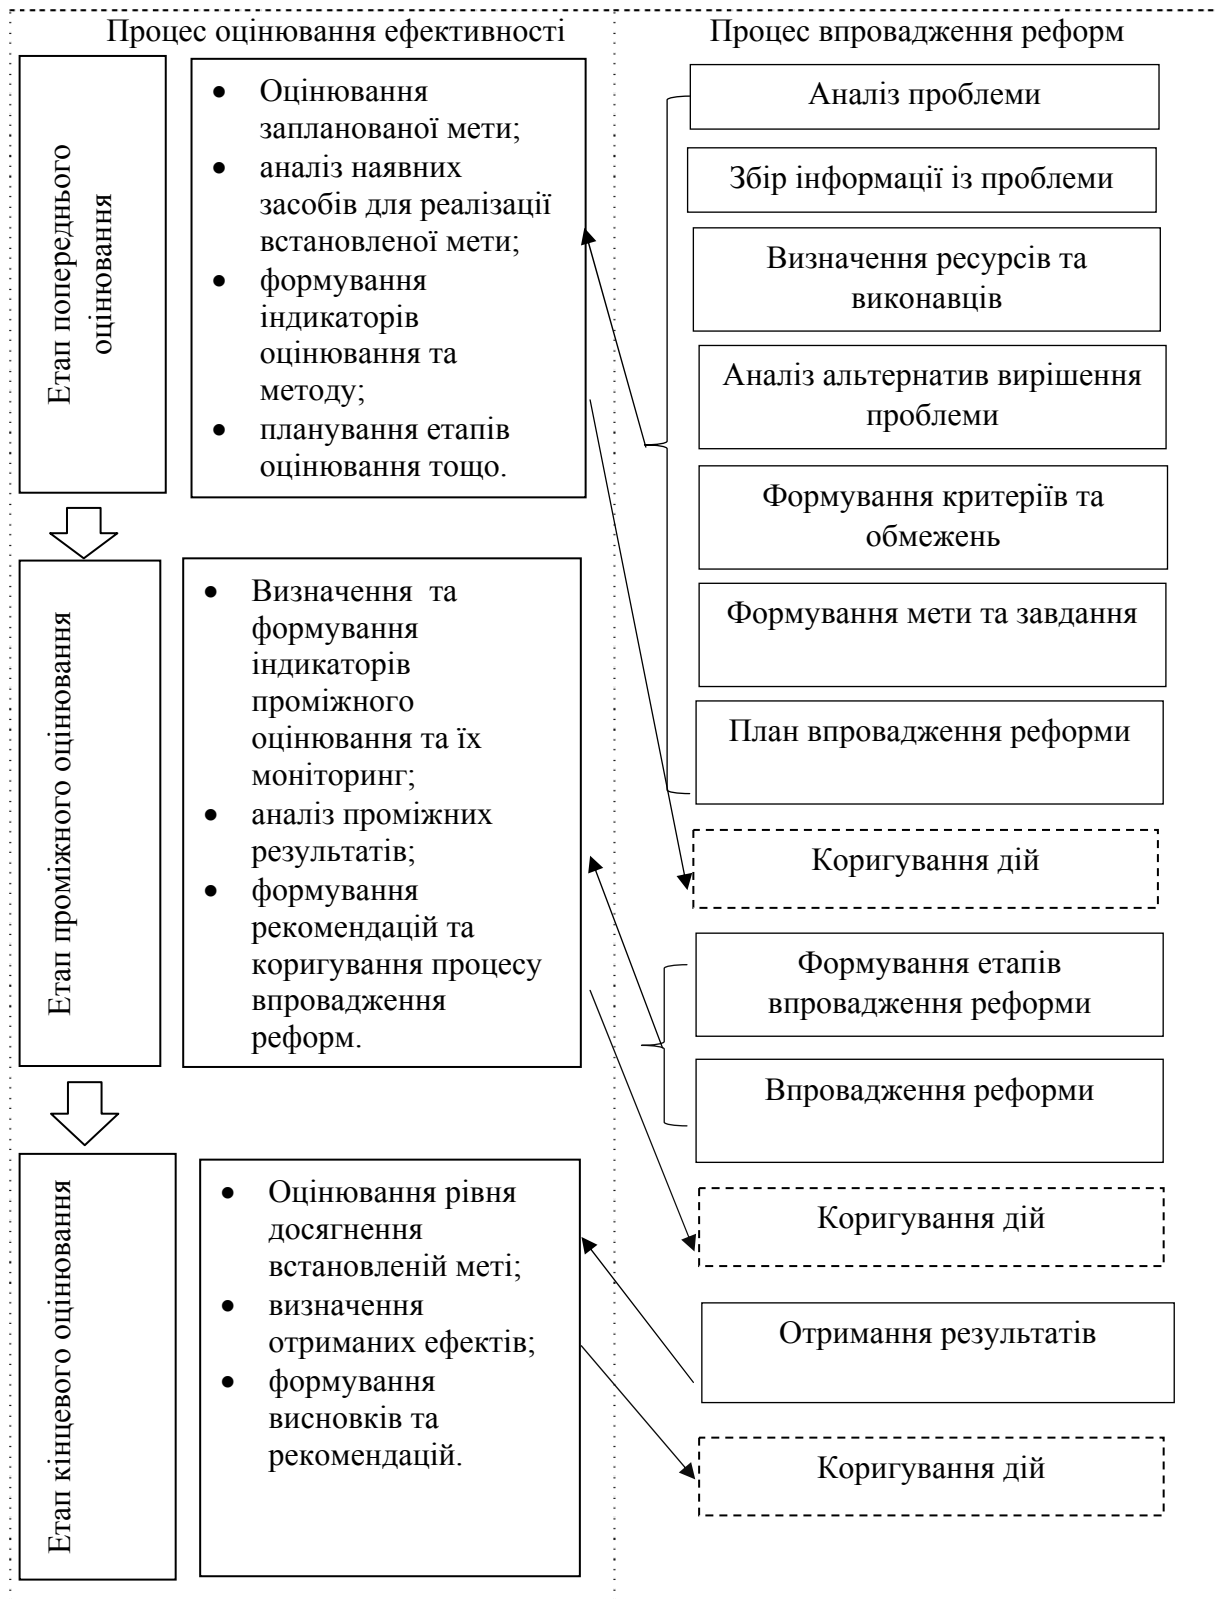 Процес оцінювання ефективності
Етап попереднього
оцінювання
• Оцінювання
запланованої мети;
• аналіз наявних
засобів для реалізації
встановленої мети;
• формування
індикаторів
оцінювання та
методу;
• планування етапів
оцінювання тощо.
Етап проміжного оцінювання
• Визначення та
формування
індикаторів
проміжного
оцінювання та їх
моніторинг;
• аналіз проміжних
результатів;
• формування
рекомендацій та
коригування процесу
впровадження
реформ.
Етап кінцевого оцінювання
• Оцінювання рівня
досягнення
встановленій меті;
• визначення
отриманих ефектів;
• формування
висновків та
рекомендацій.
Процес впровадження реформ
Аналіз проблеми
Збір інформації із проблеми
Визначення ресурсів та
виконавців
Аналіз альтернатив вирішення
проблеми
Формування критеріїв та
обмежень
Формування мети та завдання
План впровадження реформи
Коригування дій
Формування етапів
впровадження реформи
Впровадження реформи
Коригування дій
Отримання результатів
Коригування дій